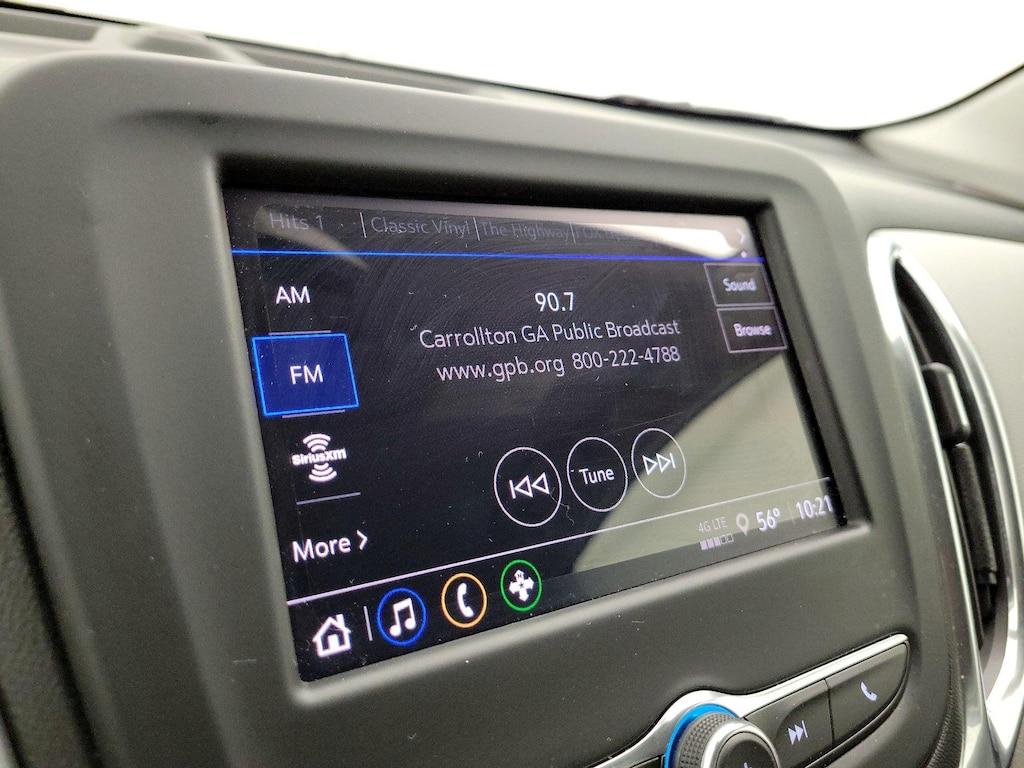 Hits 1 Classic Vinyl The Highway FOX
AM
FM
SiriusXM
More
90.7
Carrollton GA Public Broadcast
www.gpb.org 800-222-4788
Sound
Browse
Tune
4G LTE 56° 10:21